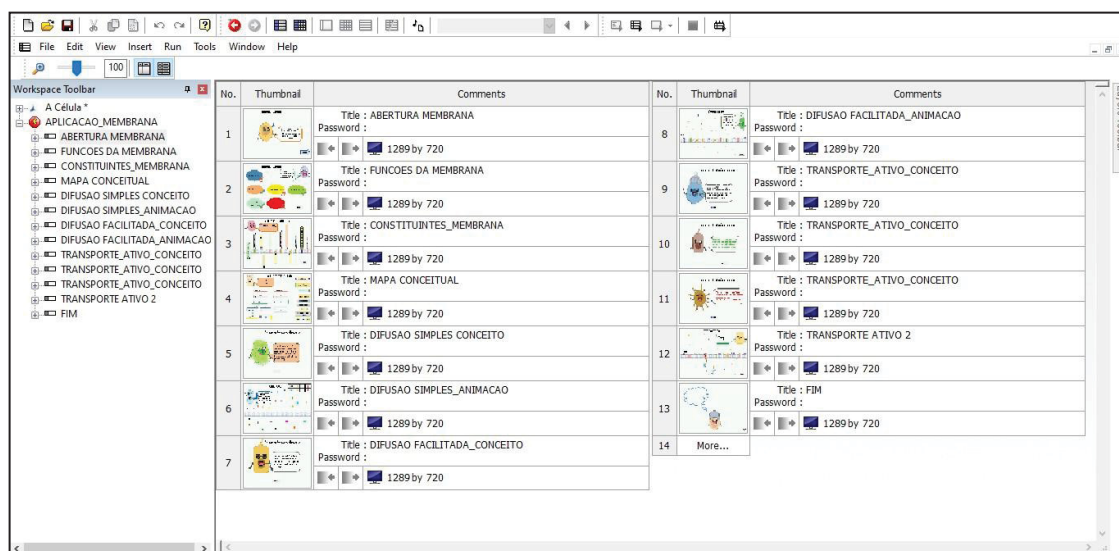 File Edit View Insert Run Tools Window Help
100
Workspace Toolbar
A Célula *
APLICACAO_MEMBRANA
ABERTURA MEMBRANA
FUNCOES DA MEMBRANA
CONSTITUINTES_MEMBRANA
MAPA CONCEITUAL
DIFUSAO SIMPLES CONCEITO
DIFUSAO SIMPLES_ANIMACAO
DIFUSAO FACILITADA_CONCEITO
DIFUSAO FACILITADA_ANIMACAO
TRANSPORTE_ATIVO_CONCEITO
TRANSPORTE_ATIVO_CONCEITO
TRANSPORTE_ATIVO_CONCEITO
TRANSPORTE ATIVO 2
FIM
No. Thumbnail Comments
1
Title : ABERTURA MEMBRANA
Password :
1289 by 720
2
Title : FUNCOES DA MEMBRANA
Password :
1289 by 720
3
Title : CONSTITUINTES_MEMBRANA
Password :
1289 by 720
4
Title : MAPA CONCEITUAL
Password :
1289 by 720
5
Title : DIFUSAO SIMPLES CONCEITO
Password :
1289 by 720
6
Title : DIFUSAO SIMPLES_ANIMACAO
Password :
1289 by 720
7
Title : DIFUSAO FACILITADA_CONCEITO
Password :
1289 by 720
No. Thumbnail Comments
8
Title : DIFUSAO FACILITADA_ANIMACAO
Password :
1289 by 720
9
Title : TRANSPORTE_ATIVO_CONCEITO
Password :
1289 by 720
10
Title : TRANSPORTE_ATIVO_CONCEITO
Password :
1289 by 720
11
Title : TRANSPORTE_ATIVO_CONCEITO
Password :
1289 by 720
12
Title : TRANSPORTE ATIVO 2
Password :
1289 by 720
13
Title : FIM
Password :
1289 by 720
14 More...